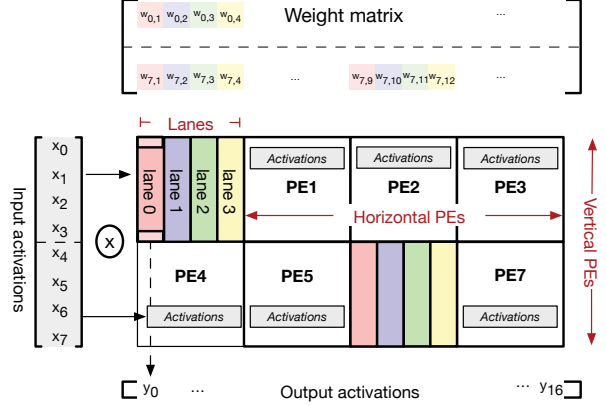 Weight matrix
w0,1 w0,2 w0,3 w0,4 ...
w7,1 w7,2 w7,3 w7,4 ... w7,9 w7,10 w7,11 w7,12 ...
Lanes
Input activations
x0
x1
x2
x3
x4
x5
x6
x7
X
lane 0
lane 1
lane 2
lane 3
Activations
PE1
Activations
PE2
Activations
PE3
Horizontal PEs
Vertical PEs
PE4
Activations
PE5
Activations
PE7
Activations
y0 ... Output activations ... y16